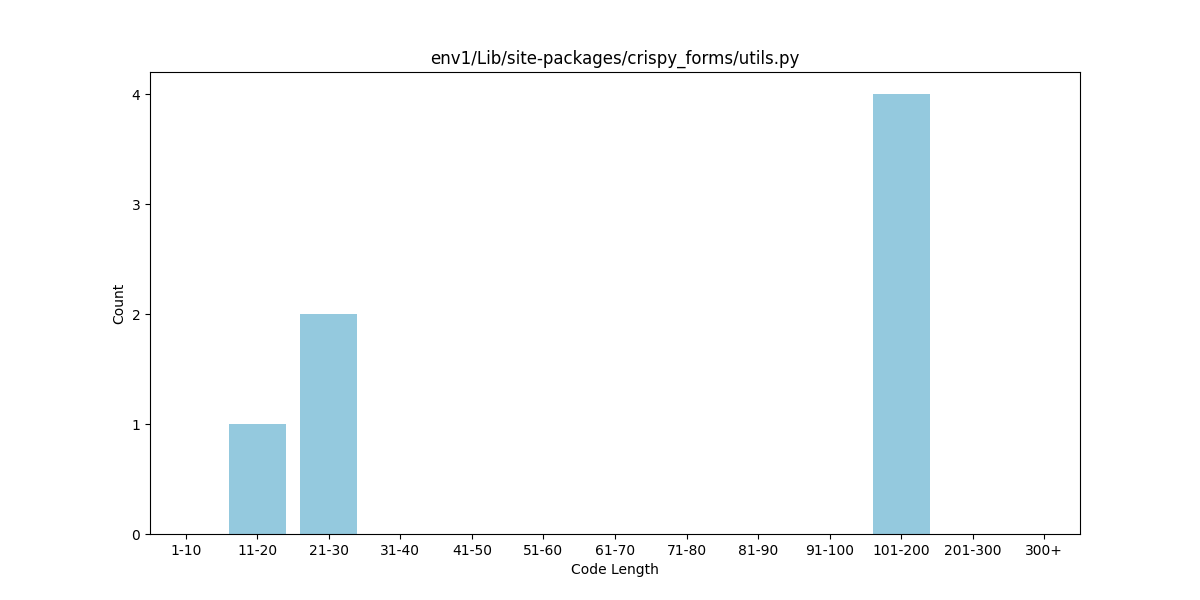 env1/Lib/site-packages/crispy_forms/utils.py
4
3
2
1
0
Count
1-10 11-20 21-30 31-40 41-50 51-60 61-70 71-80 81-90 91-100 101-200 201-300 300+
Code Length